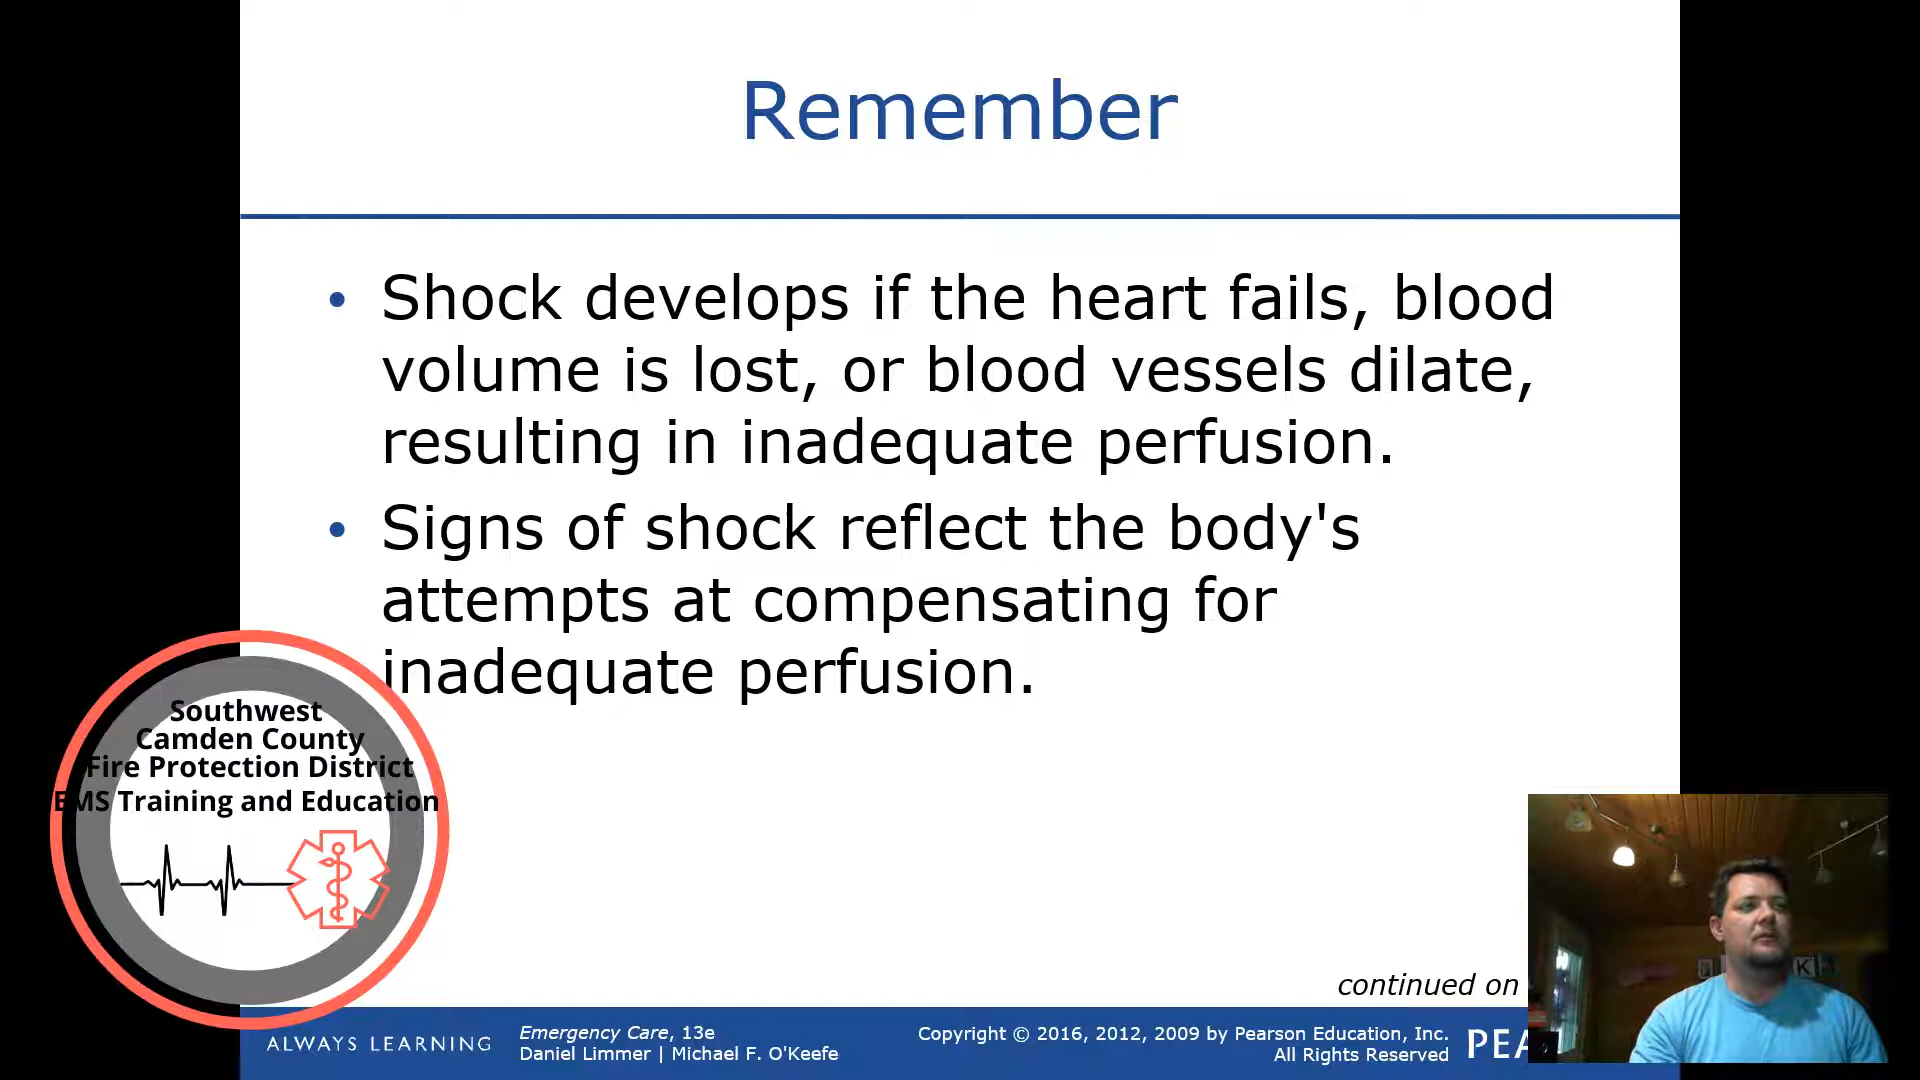 Remember
• Shock develops if the heart fails, blood
volume is lost, or blood vessels dilate,
resulting in inadequate perfusion.
• Signs of shock reflect the body's
attempts at compensating for
inadequate perfusion.
Southwest
Camden County
Fire Protection District
EMS Training and Education
continued on
ALWAYS LEARNING
Emergency Care, 13e
Daniel Limmer | Michael F. O'Keefe
Copyright © 2016, 2012, 2009 by Pearson Education, Inc.
All Rights Reserved
PEA
K